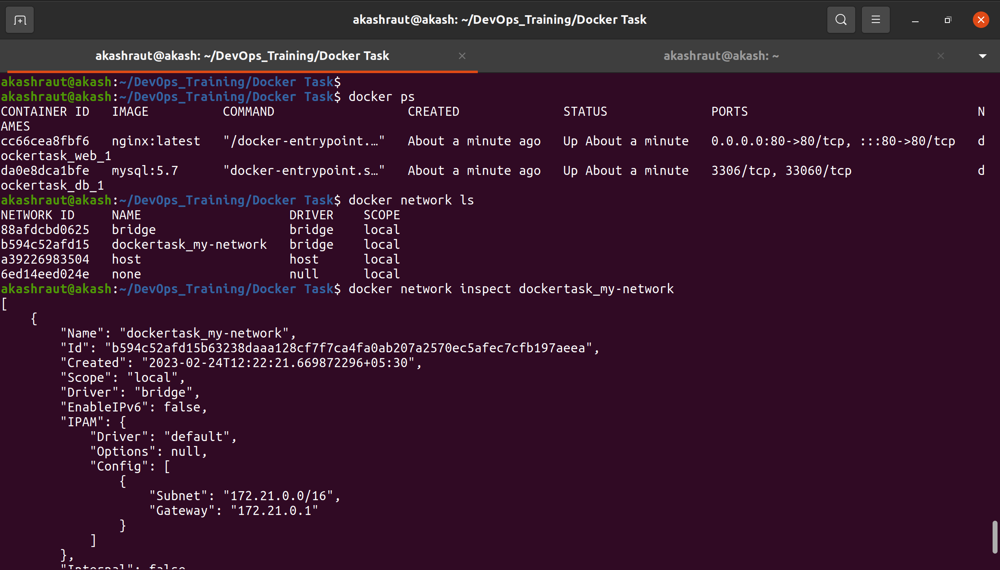 akashraut@akash: ~/DevOps_Training/Docker Task
akashraut@akash: ~/DevOps_Training/Docker Task
akashraut@akash: ~
akashraut@akash:~/DevOps_Training/Docker Task$
akashraut@akash:~/DevOps_Training/Docker Task$ docker ps
CONTAINER ID   IMAGE          COMMAND                  CREATED              STATUS              PORTS                               N
AMES
cc66cea8fbf6   nginx:latest   "/docker-entrypoint.…"   About a minute ago   Up About a minute   0.0.0.0:80->80/tcp, :::80->80/tcp   d
ockertask_web_1
da0e8dca1bfe   mysql:5.7      "docker-entrypoint.s…"   About a minute ago   Up About a minute   3306/tcp, 33060/tcp                 d
ockertask_db_1
akashraut@akash:~/DevOps_Training/Docker Task$ docker network ls
NETWORK ID     NAME                    DRIVER    SCOPE
88afdcbd0625   bridge                  bridge    local
b594c52afd15   dockertask_my-network   bridge    local
a39226983504   host                    host      local
6ed14eed024e   none                    null      local
akashraut@akash:~/DevOps_Training/Docker Task$ docker network inspect dockertask_my-network
[
    {
        "Name": "dockertask_my-network",
        "Id": "b594c52afd15b63238daaa128cf7f7ca4fa0ab207a2570ec5afec7cfb197aeea",
        "Created": "2023-02-24T12:22:21.669872296+05:30",
        "Scope": "local",
        "Driver": "bridge",
        "EnableIPv6": false,
        "IPAM": {
            "Driver": "default",
            "Options": null,
            "Config": [
                {
                    "Subnet": "172.21.0.0/16",
                    "Gateway": "172.21.0.1"
                }
            ]
        },
        "Internal": false